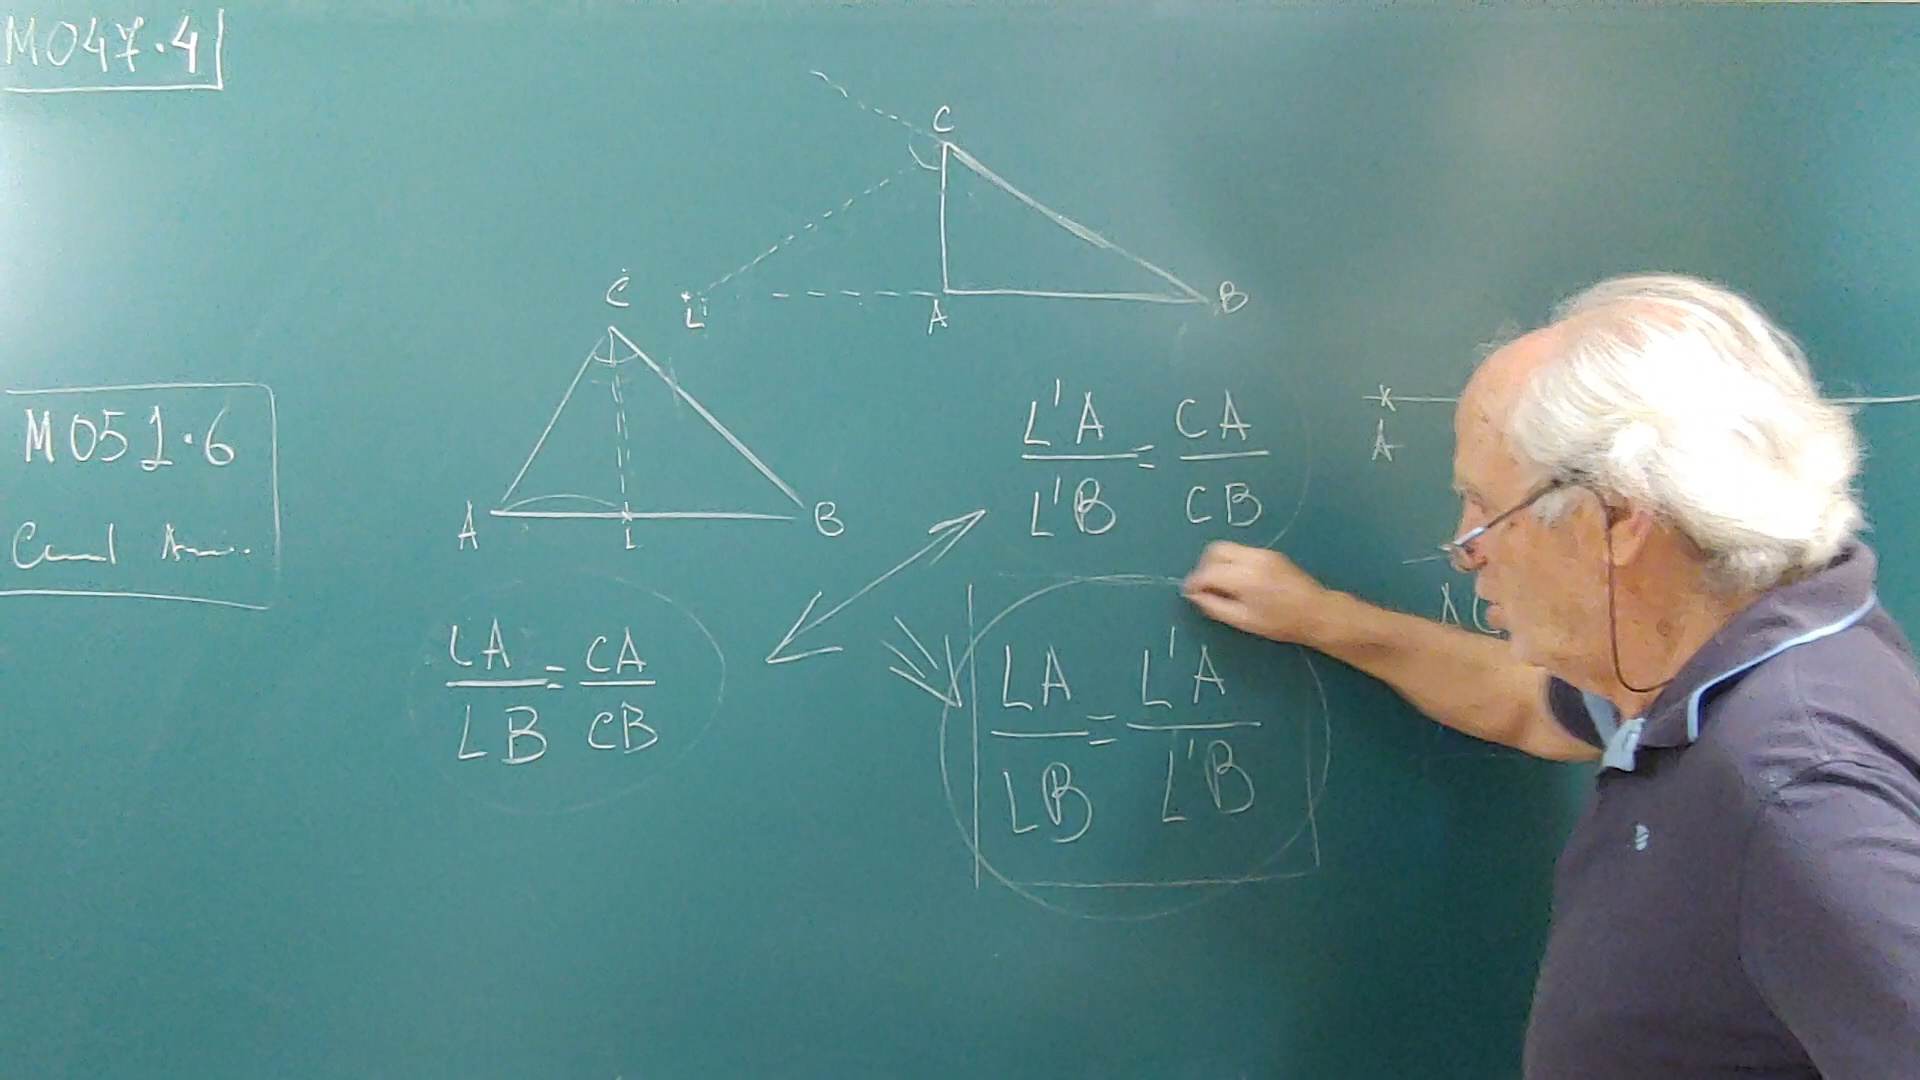 M047.4
C
L' A B
C
A L B
M051.6
L'A/L'B = CA/CB
LA/LB = CA/CB
LA/LB = L'A/L'B
A